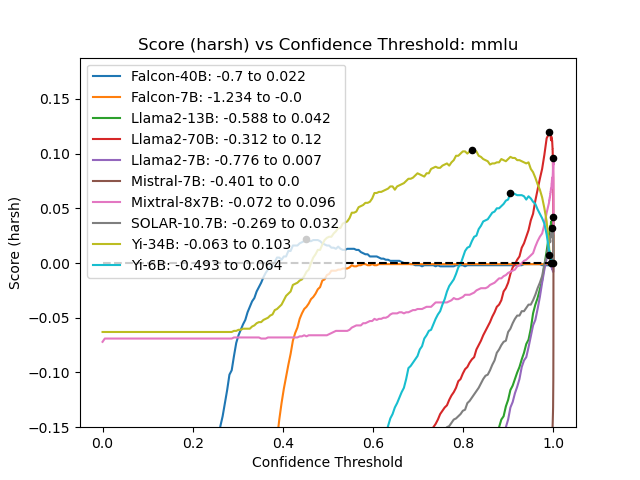 Score (harsh) vs Confidence Threshold: mmlu
Falcon-40B: -0.7 to 0.022
Falcon-7B: -1.234 to -0.0
Llama2-13B: -0.588 to 0.042
Llama2-70B: -0.312 to 0.12
Llama2-7B: -0.776 to 0.007
Mistral-7B: -0.401 to 0.0
Mixtral-8x7B: -0.072 to 0.096
SOLAR-10.7B: -0.269 to 0.032
Yi-34B: -0.063 to 0.103
Yi-6B: -0.493 to 0.064
Score (harsh)
0.15
0.10
0.05
0.00
−0.05
−0.10
−0.15
0.0 0.2 0.4 0.6 0.8 1.0
Confidence Threshold